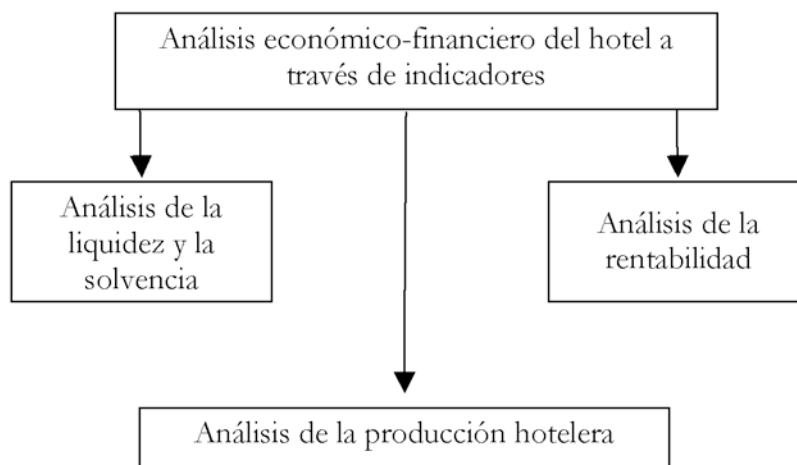 Análisis económico-financiero del hotel a
través de indicadores
Análisis de la
liquidez y la
solvencia
Análisis de la
rentabilidad
Análisis de la producción hotelera